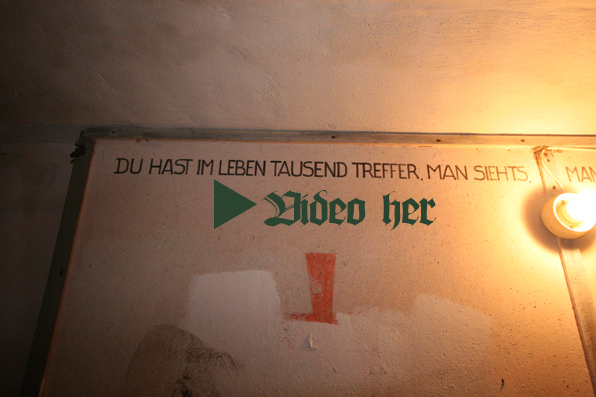 DU HAST IM LEBEN TAUSEND TREFFER, MAN SIEHTS, MAN
Video her